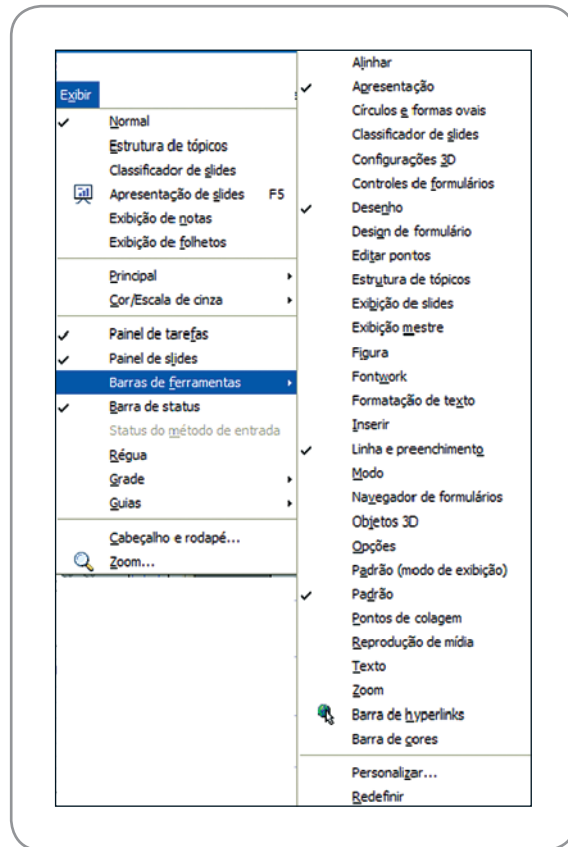 Exibir
Normal
Estrutura de tópicos
Classificador de slides
Apresentação de slides F5
Exibição de notas
Exibição de folhetos
Principal
Cor/Escala de cinza
Painel de tarefas
Painel de slides
Barras de ferramentas
Barra de status
Status do método de entrada
Régua
Grade
Guias
Cabeçalho e rodapé...
Zoom...
Alinhar
Apresentação
Círculos e formas ovais
Classificador de slides
Configurações 3D
Controles de formulários
Desenho
Design de formulário
Editar pontos
Estrutura de tópicos
Exibição de slides
Exibição mestre
Figura
Fontwork
Formatação de texto
Inserir
Linha e preenchimento
Modo
Navegador de formulários
Objetos 3D
Opções
Padrão (modo de exibição)
Padrão
Pontos de colagem
Reprodução de mídia
Texto
Zoom
Barra de hyperlinks
Barra de cores
Personalizar...
Redefinir